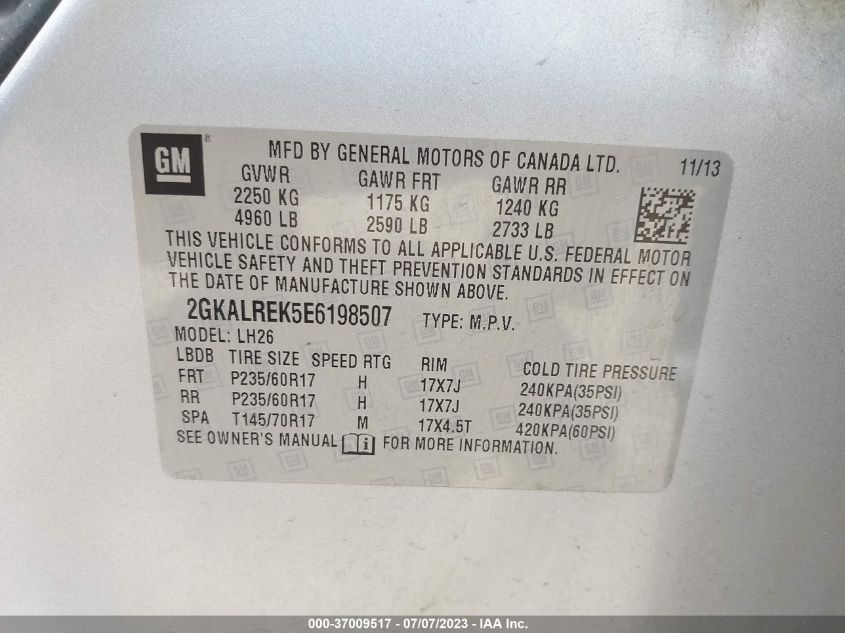 GM ® MFD BY GENERAL MOTORS OF CANADA LTD. 11/13
GVWR GAWR FRT GAWR RR
2250 KG 1175 KG 1240 KG
4960 LB 2590 LB 2733 LB
THIS VEHICLE CONFORMS TO ALL APPLICABLE U.S. FEDERAL MOTOR
VEHICLE SAFETY AND THEFT PREVENTION STANDARDS IN EFFECT ON
THE DATE OF MANUFACTURE SHOWN ABOVE.
2GKALREK5E6198507 TYPE: M.P.V.
MODEL: LH26
LBDB TIRE SIZE SPEED RTG RIM COLD TIRE PRESSURE
FRT P235/60R17 H 17X7J 240KPA(35PSI)
RR P235/60R17 H 17X7J 240KPA(35PSI)
SPA T145/70R17 M 17X4.5T 420KPA(60PSI)
SEE OWNER'S MANUAL FOR MORE INFORMATION.
000-37009517 - 07/07/2023 - IAA Inc.